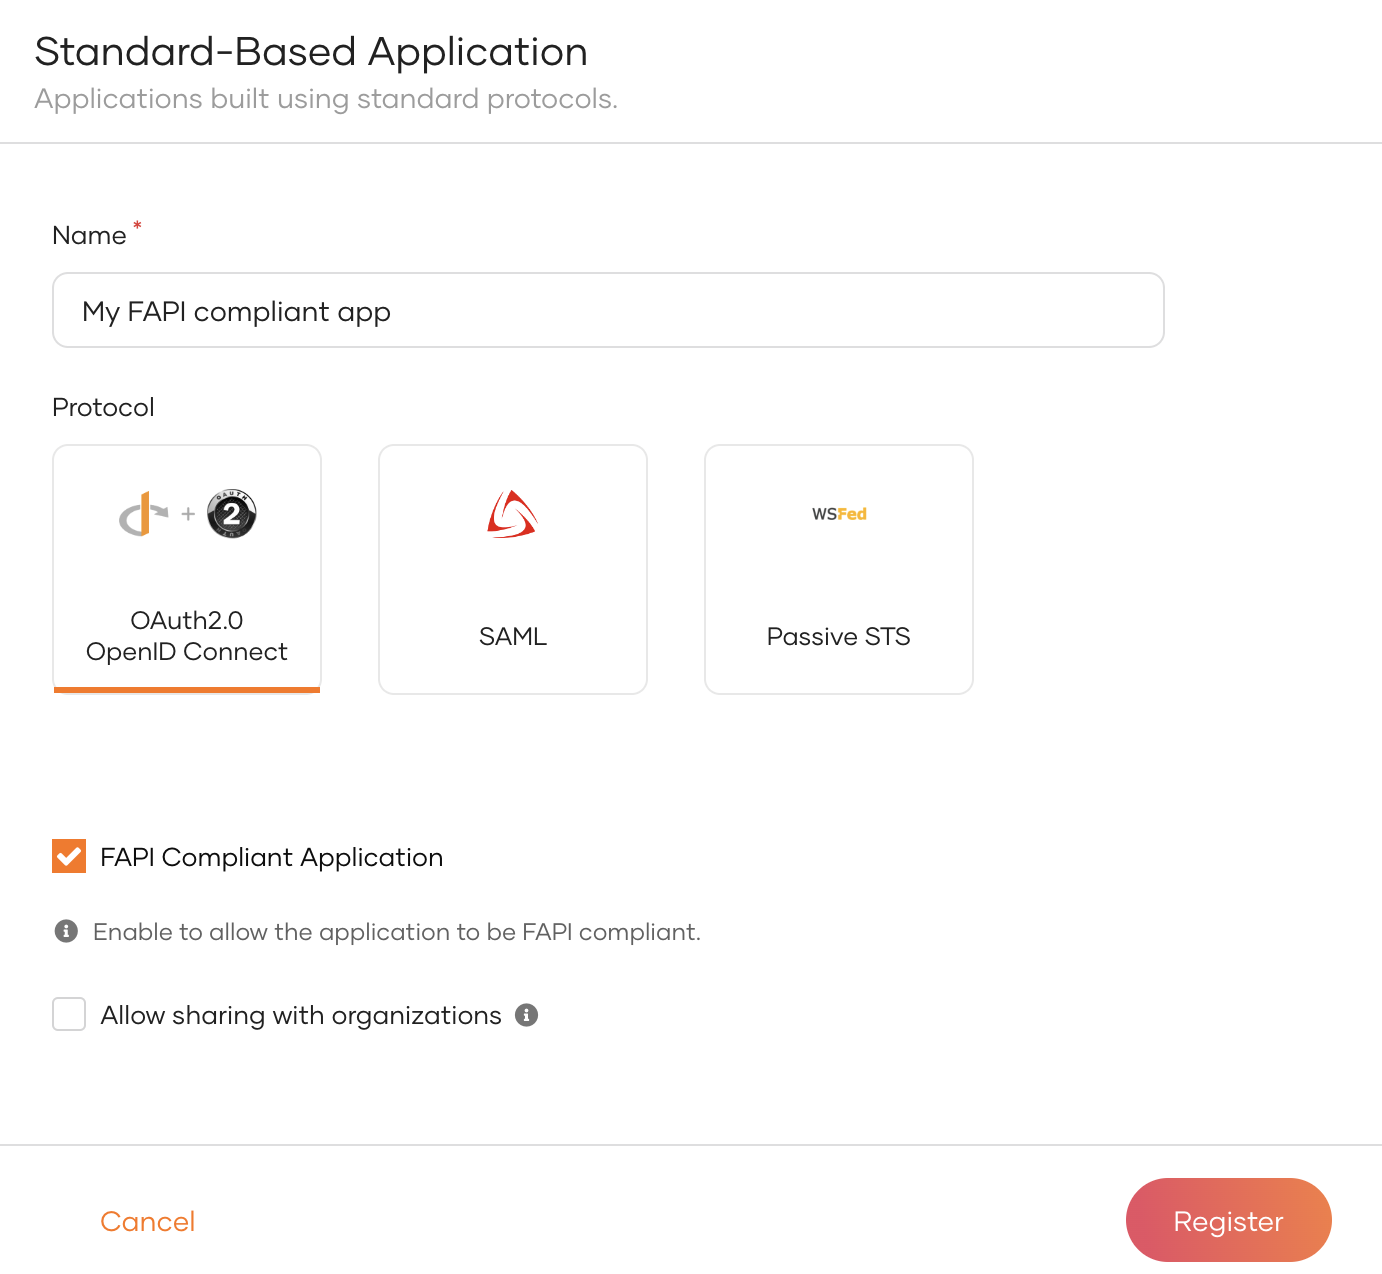 Standard-Based Application
Applications built using standard protocols.
Name *
My FAPI compliant app
Protocol
+ OAUTH 2
OAuth2.0
OpenID Connect
SAML
WSFed
Passive STS
FAPI Compliant Application
Enable to allow the application to be FAPI compliant.
Allow sharing with organizations
Cancel
Register